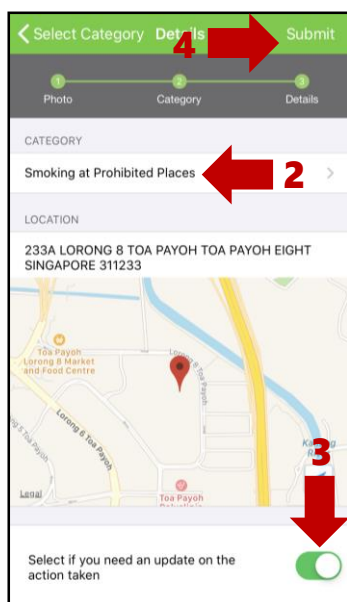 Select Category Details Submit
4
1 2 3
Photo Category Details
CATEGORY
Smoking at Prohibited Places
2
LOCATION
233A LORONG 8 TOA PAYOH TOA PAYOH EIGHT
SINGAPORE 311233
Toa Payoh
Lorong 8 Market
and Food Centre
Lorong 8 Toa Payoh
Lorong 8 Toa Payoh
Toa Payoh
3
Legal
Toa Payoh
Select if you need an update on the
action taken